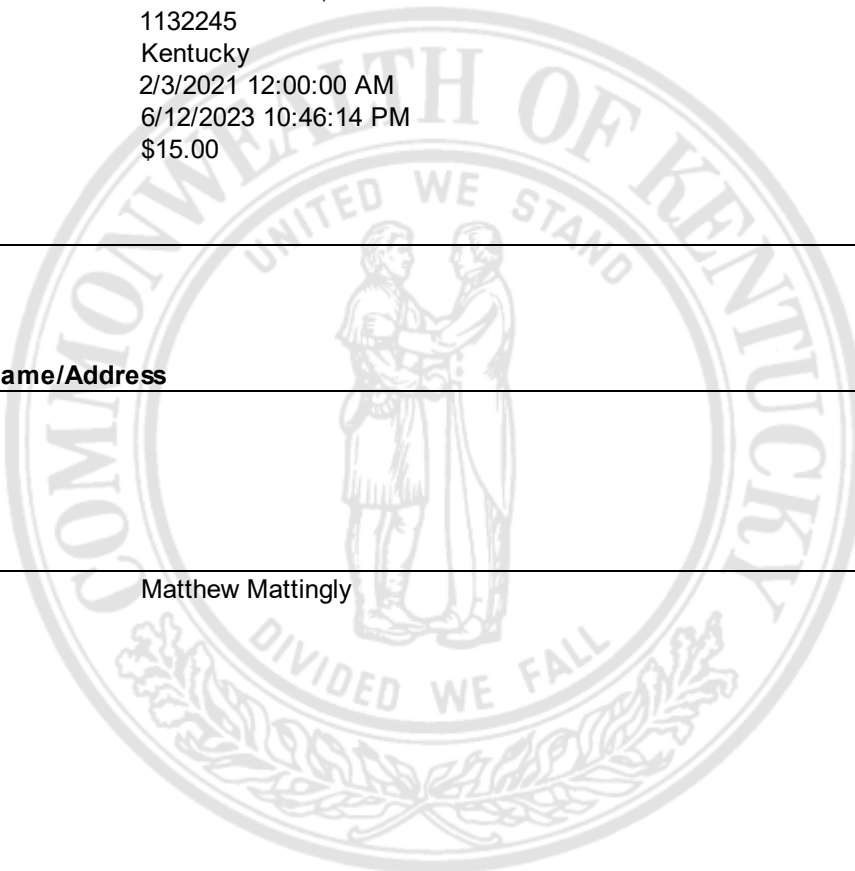 1132245
Kentucky
2/3/2021 12:00:00 AM
6/12/2023 10:46:14 PM
$15.00
COMMONWEALTH OF KENTUCKY
UNITED WE STAND
ame/Address
Matthew Mattingly
DIVIDED WE FALL